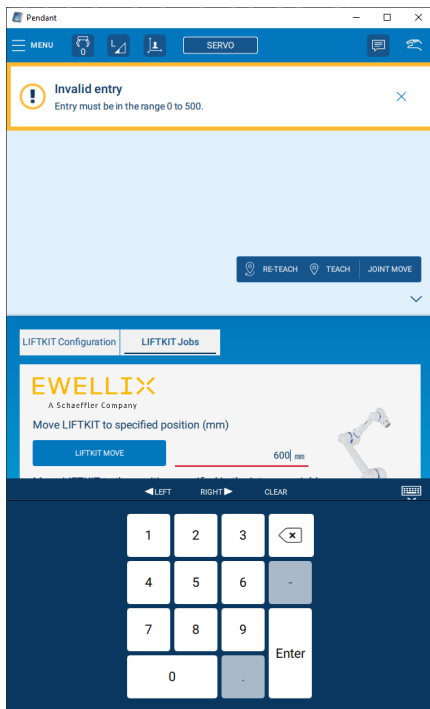 Pendant
MENU
0
SERVO
Invalid entry
Entry must be in the range 0 to 500.
RE-TEACH TEACH JOINT MOVE
LIFTKIT Configuration LIFTKIT Jobs
EWELLIX
A Schaeffler Company
Move LIFTKIT to specified position (mm)
LIFTKIT MOVE 600 mm
LEFT RIGHT CLEAR
1 2 3
4 5 6 -
7 8 9
Enter
0 .